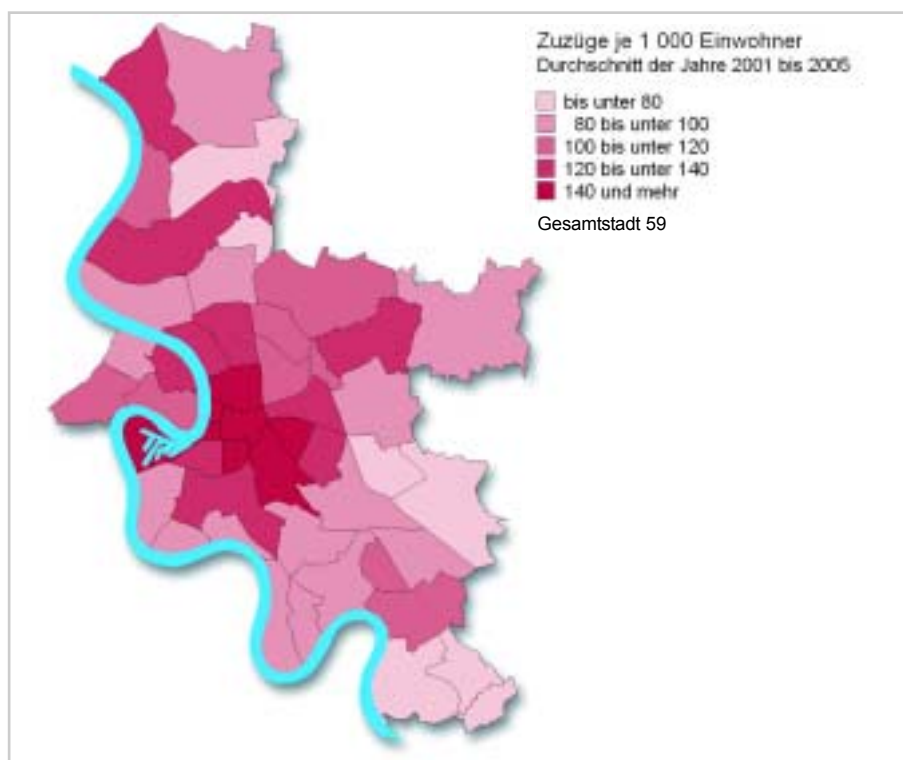 Zuzüge je 1 000 Einwohner
Durchschnitt der Jahre 2001 bis 2005
bis unter 80
80 bis unter 100
100 bis unter 120
120 bis unter 140
140 und mehr
Gesamtstadt 59